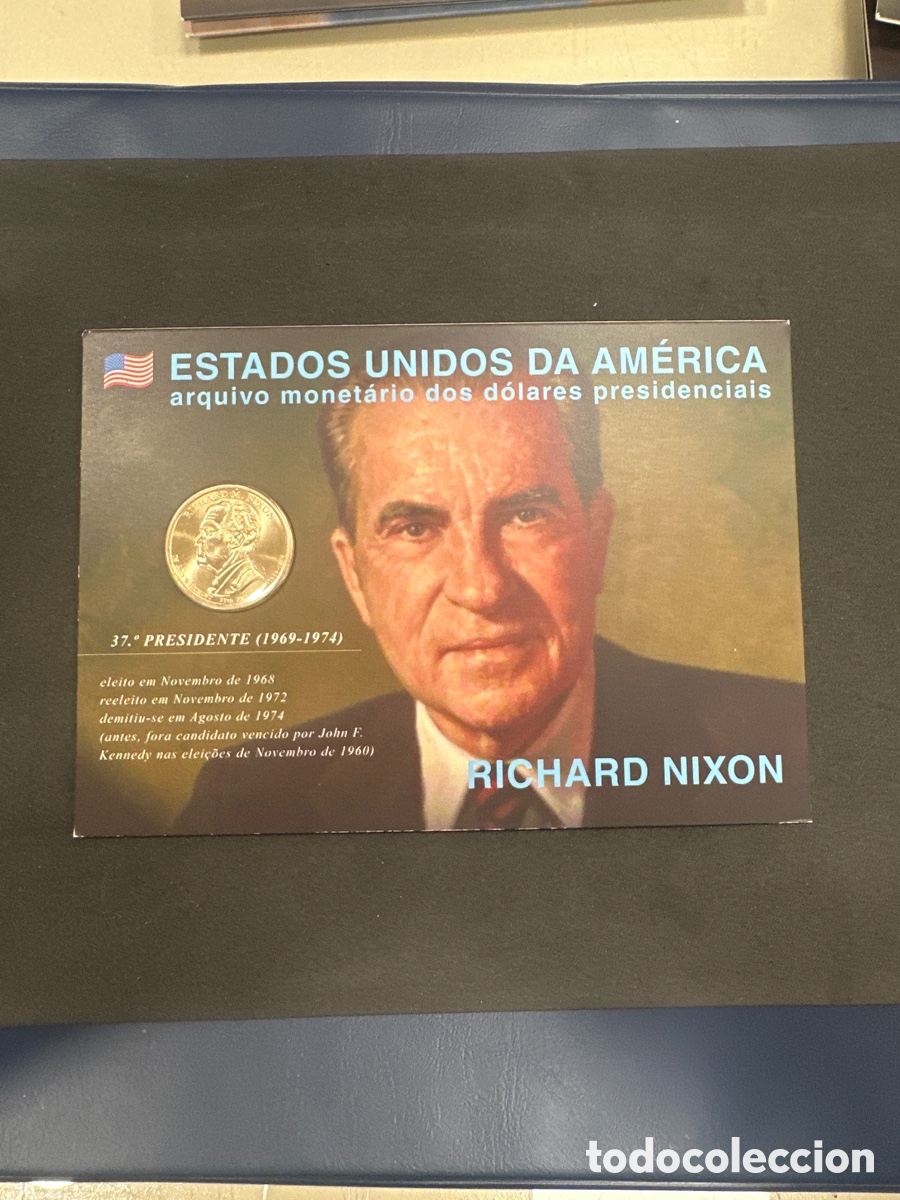 ESTADOS UNIDOS DA AMÉRICA
arquivo monetário dos dólares presidenciais
RICHARD M. NIXON
37.º PRESIDENTE (1969-1974)
eleito em Novembro de 1968
reeleito em Novembro de 1972
demitiu-se em Agosto de 1974
(antes, fora candidato vencido por John F.
Kennedy nas eleições de Novembro de 1960)
RICHARD NIXON
todocoleccion